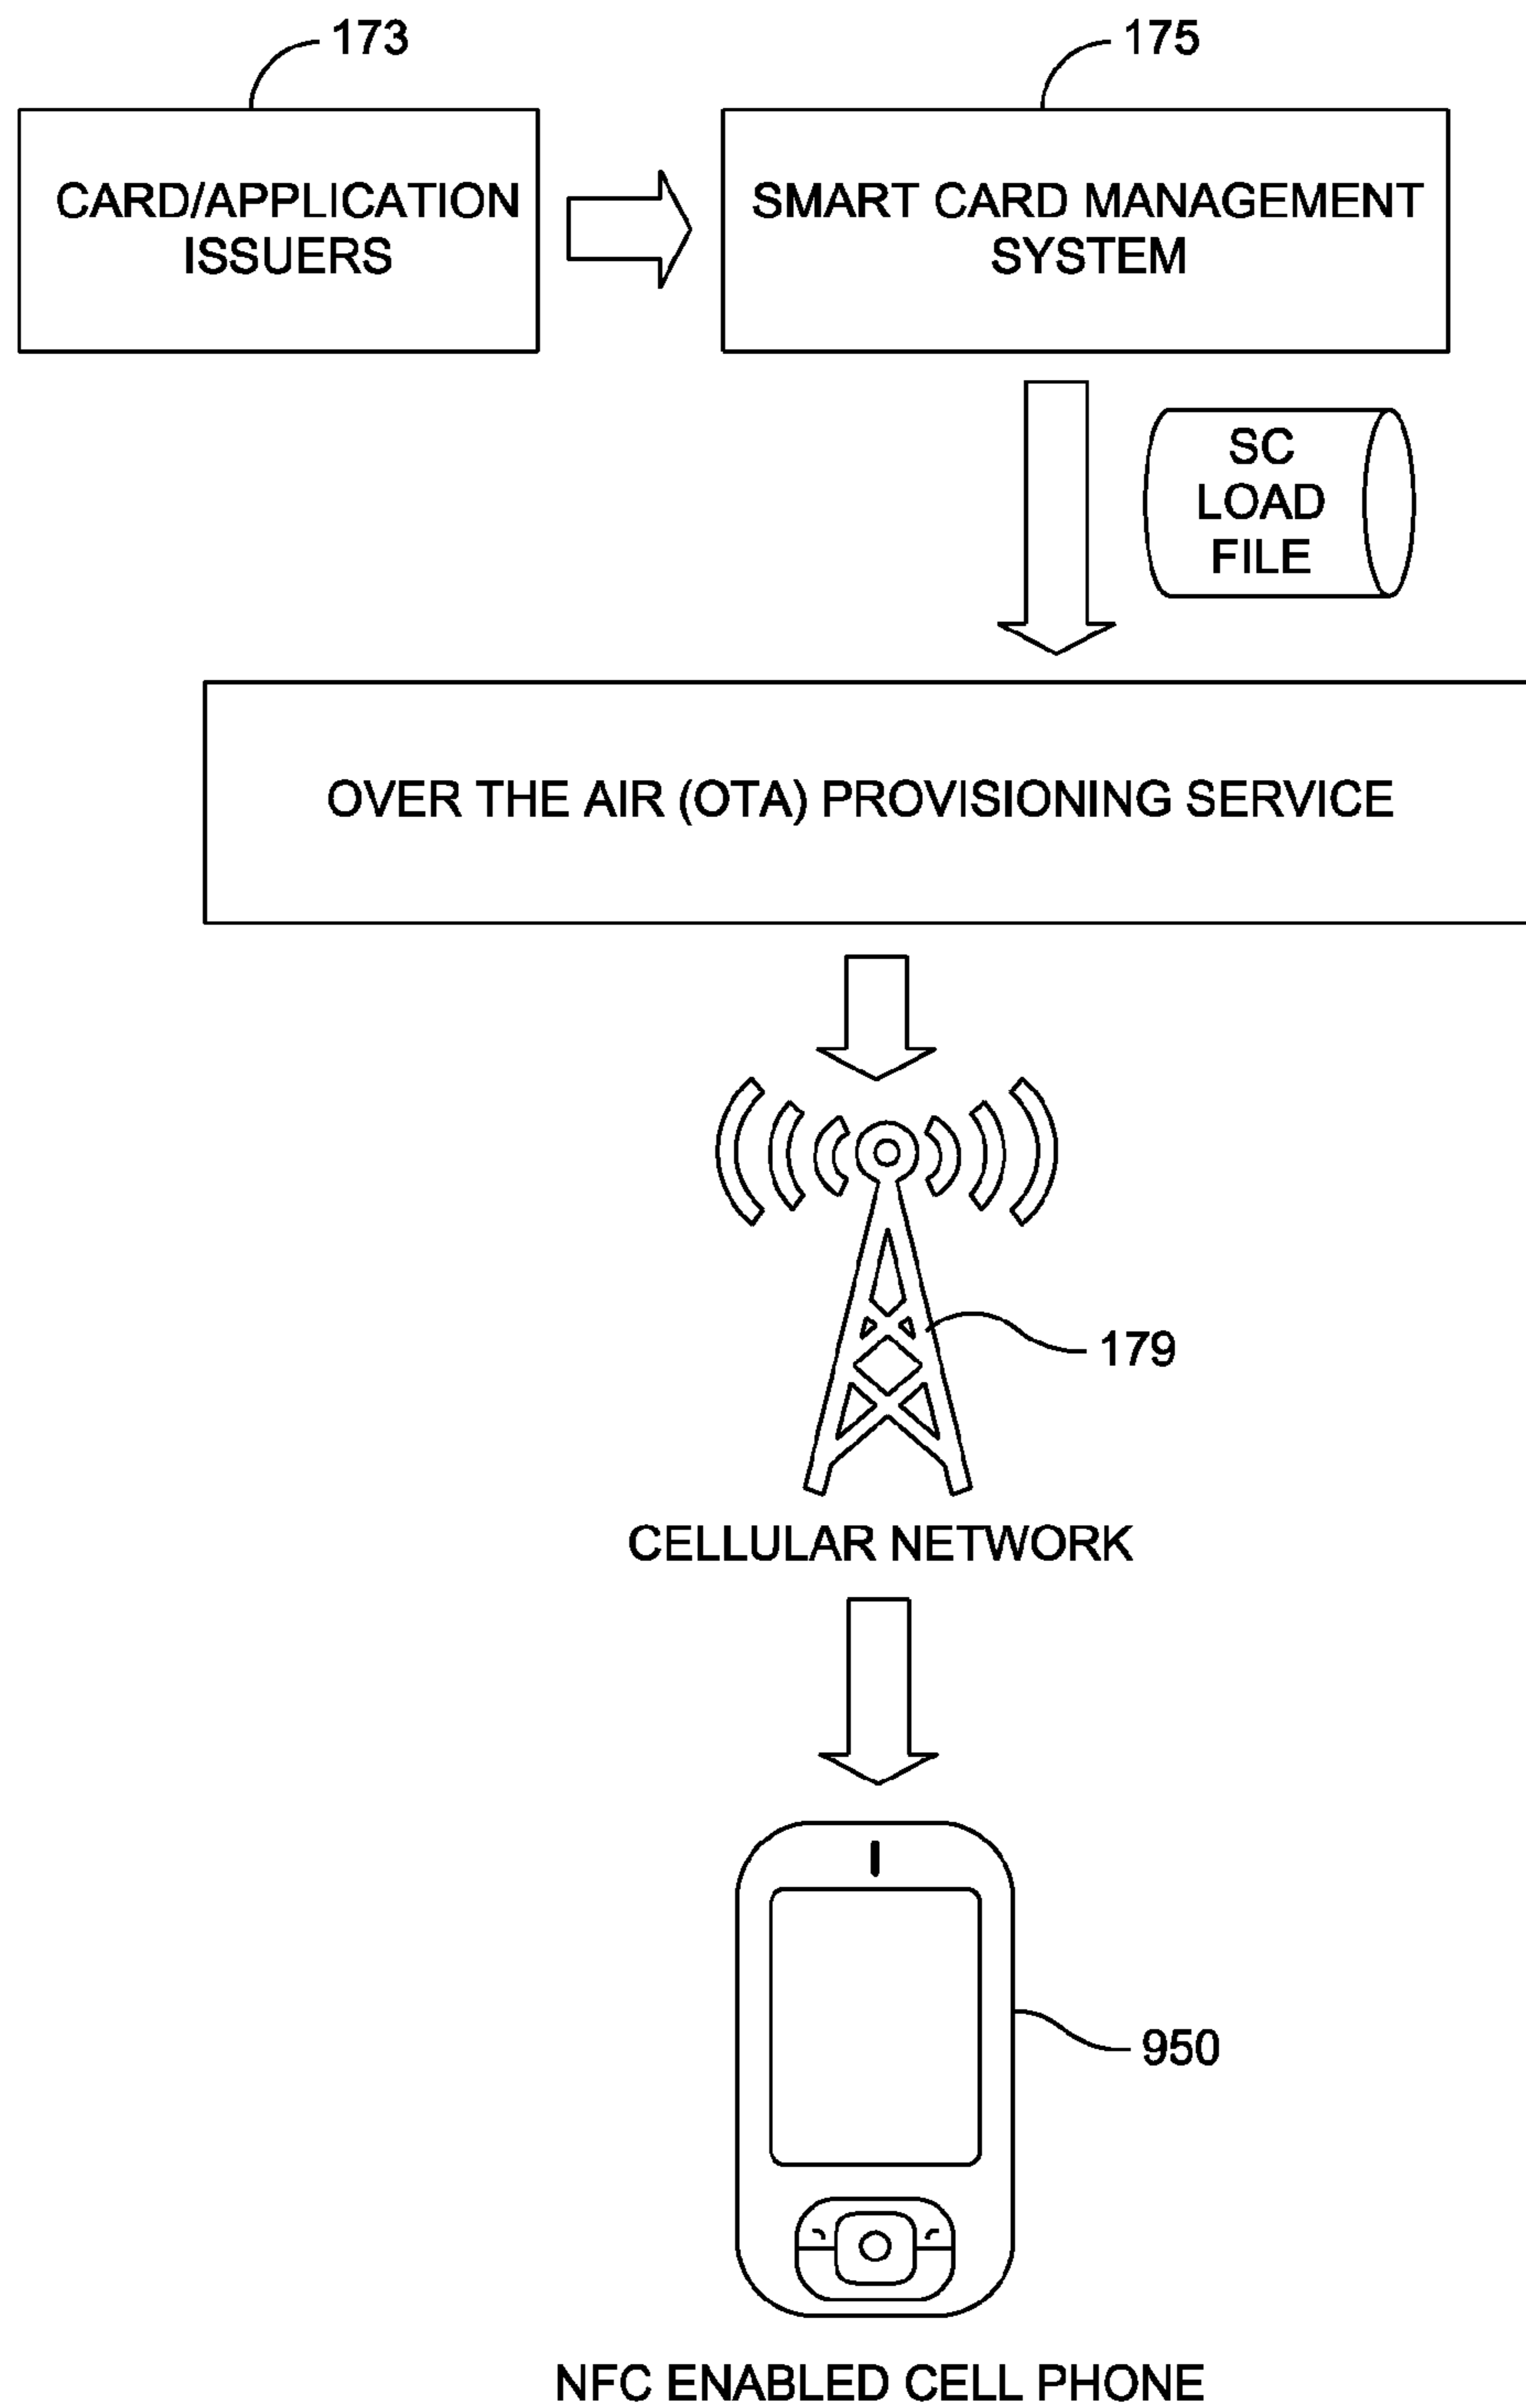 173
175
CARD/APPLICATION
ISSUERS
SMART CARD MANAGEMENT
SYSTEM
SC
LOAD
FILE
OVER THE AIR (OTA) PROVISIONING SERVICE
179
CELLULAR NETWORK
950
NFC ENABLED CELL PHONE